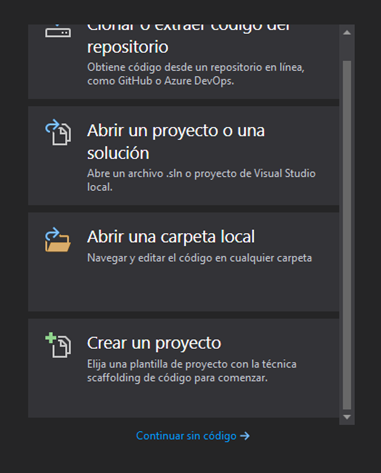 Clonar o extraer código del
repositorio
Obtiene código desde un repositorio en línea,
como GitHub o Azure DevOps.
Abrir un proyecto o una
solución
Abre un archivo .sln o proyecto de Visual Studio
local.
Abrir una carpeta local
Navegar y editar el código en cualquier carpeta
Crear un proyecto
Elija una plantilla de proyecto con la técnica
scaffolding de código para comenzar.
Continuar sin código →